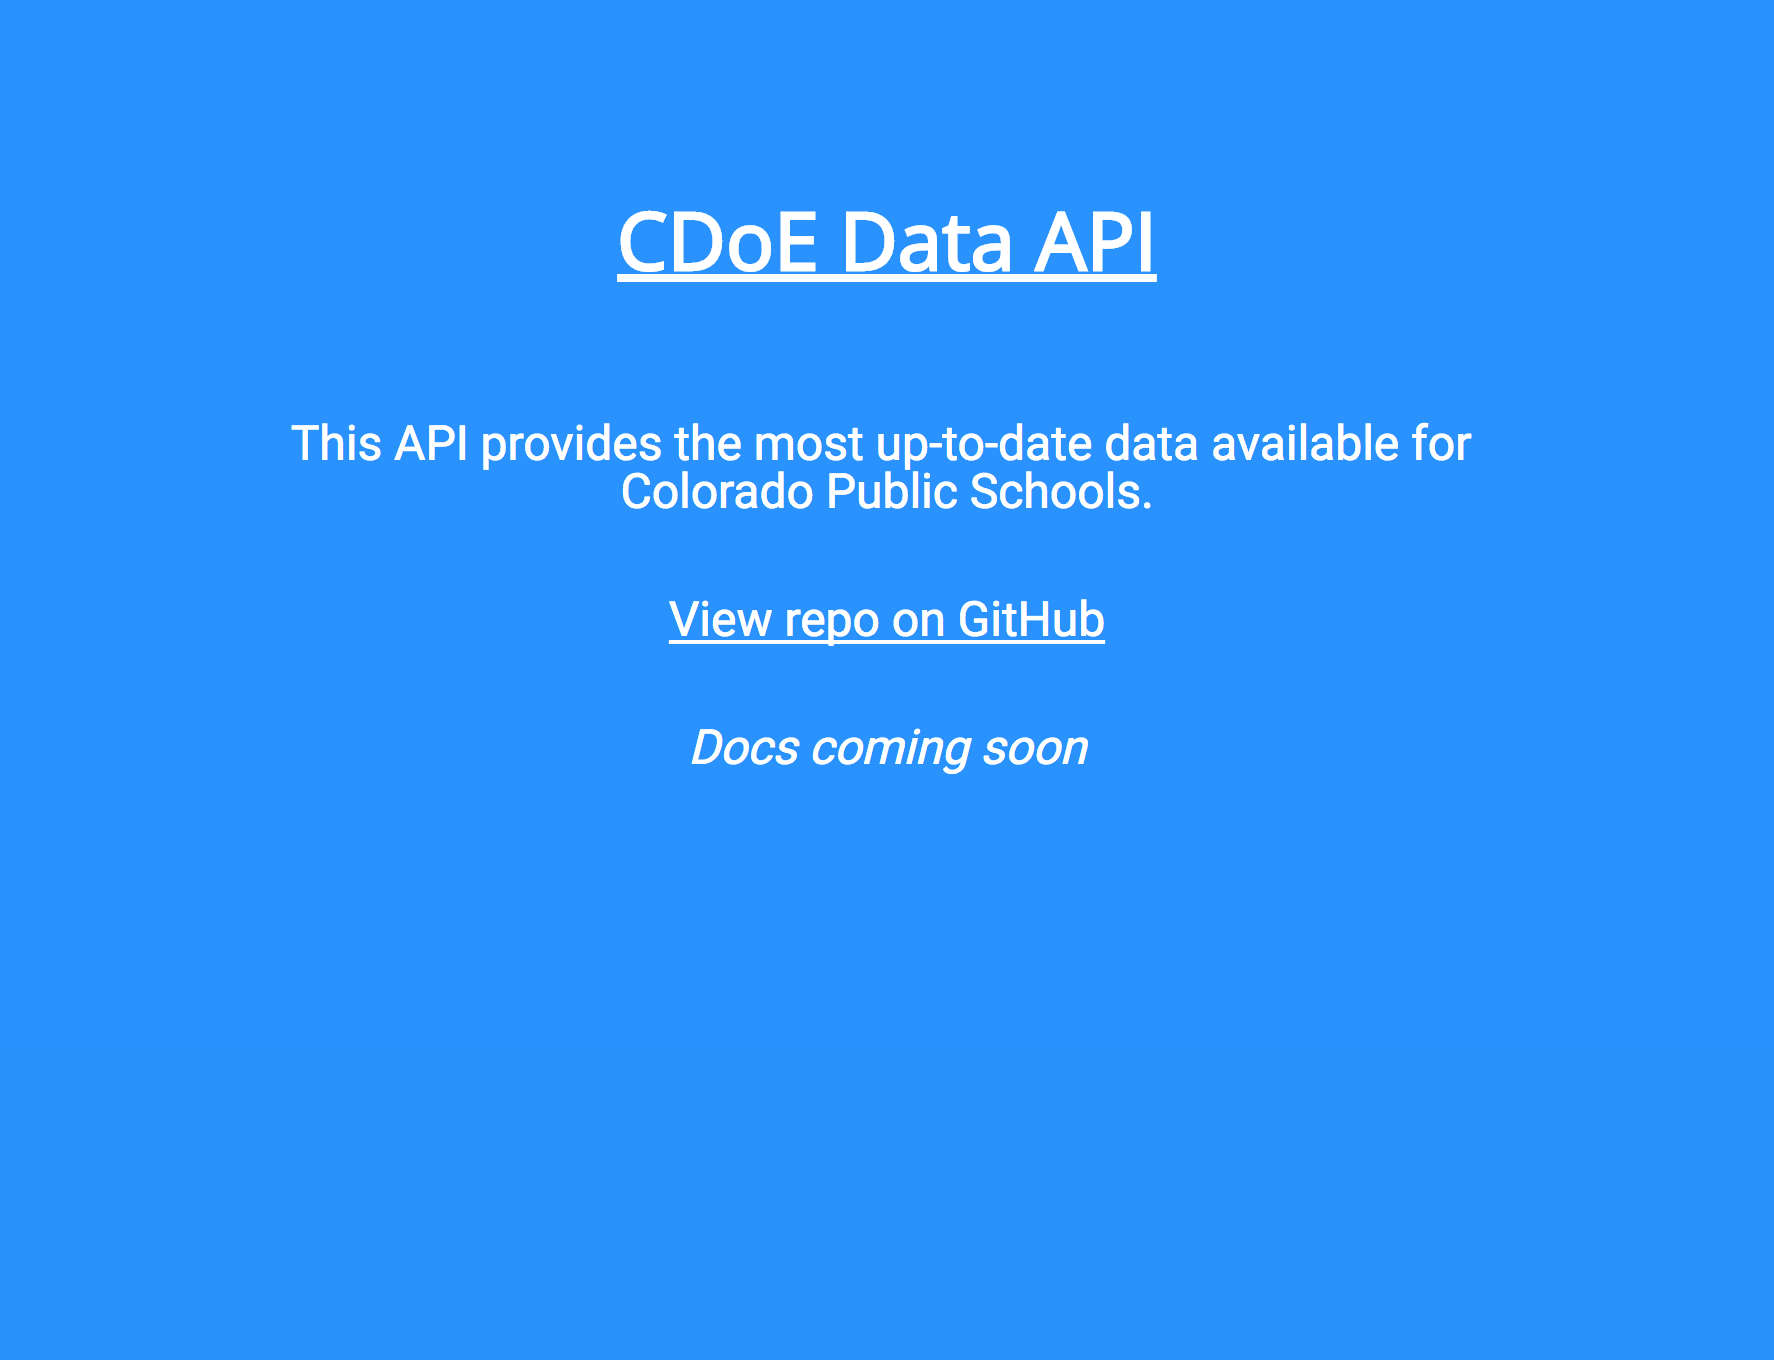 CDoE Data API
This API provides the most up-to-date data available for
Colorado Public Schools.
View repo on GitHub
Docs coming soon